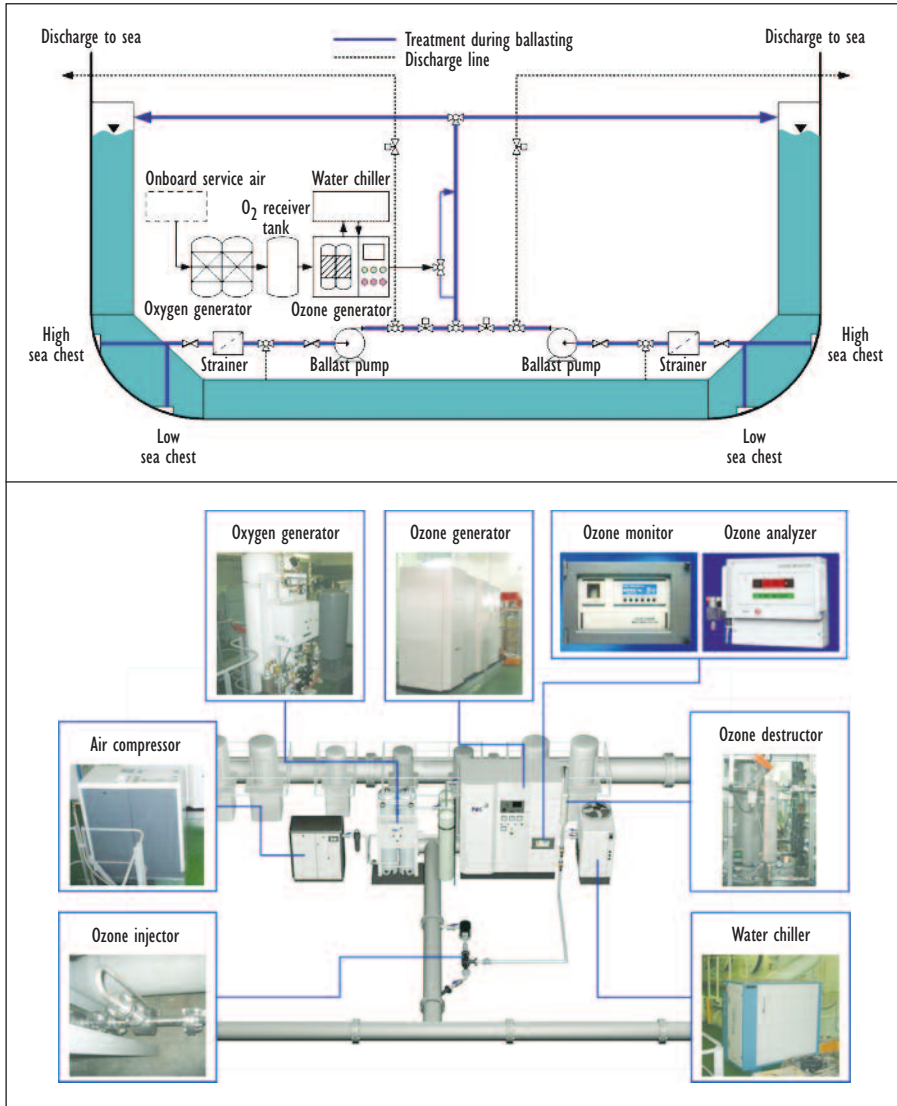 Discharge to sea
Treatment during ballasting
Discharge line
Discharge to sea
Onboard service air
Water chiller
O2 receiver
tank
Oxygen generator
Ozone generator
High
sea chest
Strainer
Ballast pump
Ballast pump
Strainer
High
sea chest
Low
sea chest
Low
sea chest
Oxygen generator
Ozone generator
Ozone monitor
Ozone analyzer
Air compressor
Ozone destructor
Ozone injector
Water chiller